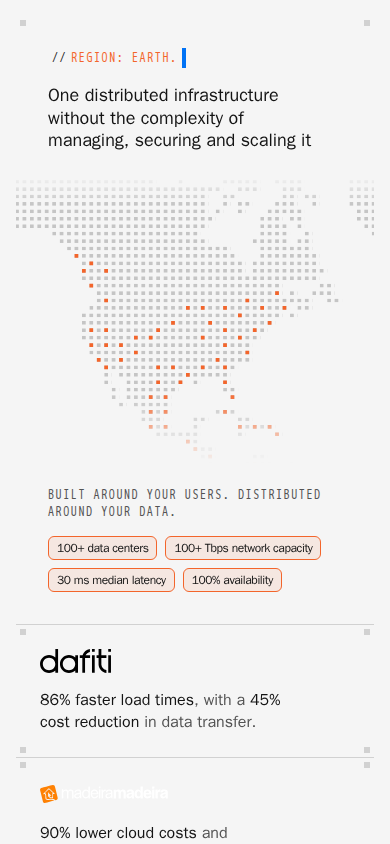 // REGION: EARTH.
One distributed infrastructure
without the complexity of
managing, securing and scaling it
BUILT AROUND YOUR USERS. DISTRIBUTED
AROUND YOUR DATA.
100+ data centers
100+ Tbps network capacity
30 ms median latency
100% availability
dafiti
86% faster load times, with a 45%
cost reduction in data transfer.
madeiramadeira
90% lower cloud costs and